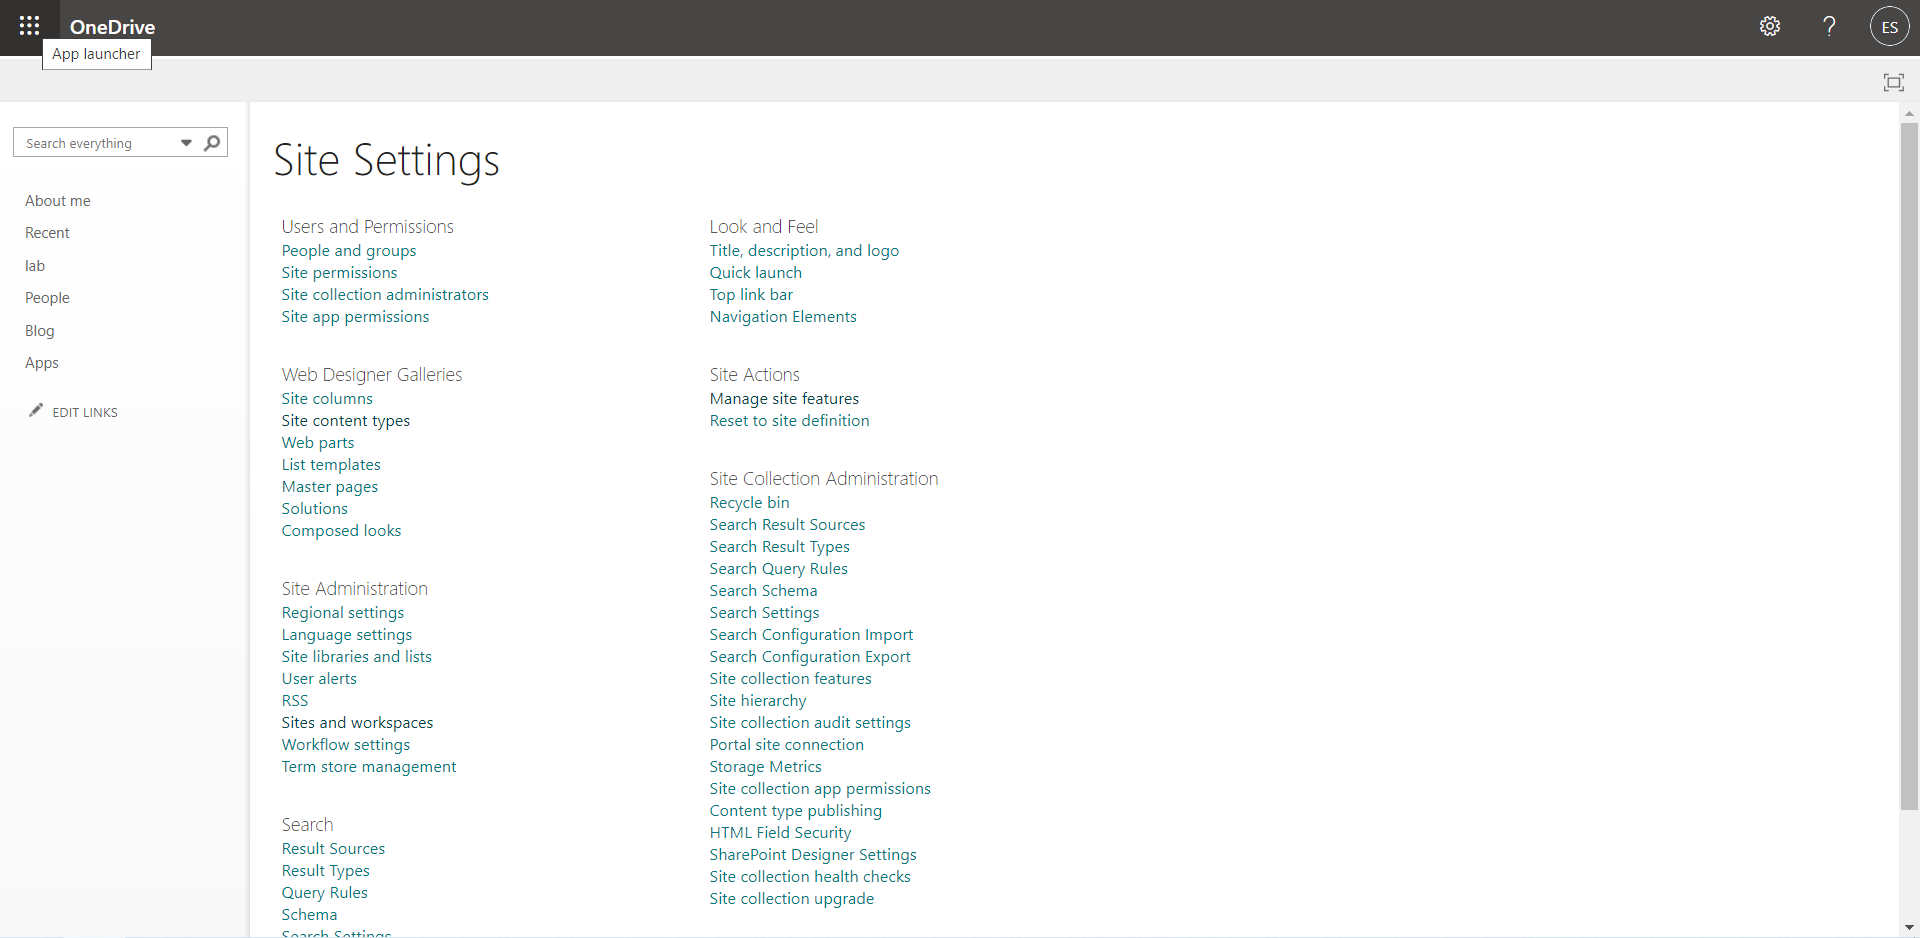 OneDrive
ES
App launcher
Search everything
About me
Recent
lab
People
Blog
Apps
EDIT LINKS
Site Settings
Users and Permissions
People and groups
Site permissions
Site collection administrators
Site app permissions
Web Designer Galleries
Site columns
Site content types
Web parts
List templates
Master pages
Solutions
Composed looks
Site Administration
Regional settings
Language settings
Site libraries and lists
User alerts
RSS
Sites and workspaces
Workflow settings
Term store management
Search
Result Sources
Result Types
Query Rules
Schema
Search Settings
Look and Feel
Title, description, and logo
Quick launch
Top link bar
Navigation Elements
Site Actions
Manage site features
Reset to site definition
Site Collection Administration
Recycle bin
Search Result Sources
Search Result Types
Search Query Rules
Search Schema
Search Settings
Search Configuration Import
Search Configuration Export
Site collection features
Site hierarchy
Site collection audit settings
Portal site connection
Storage Metrics
Site collection app permissions
Content type publishing
HTML Field Security
SharePoint Designer Settings
Site collection health checks
Site collection upgrade